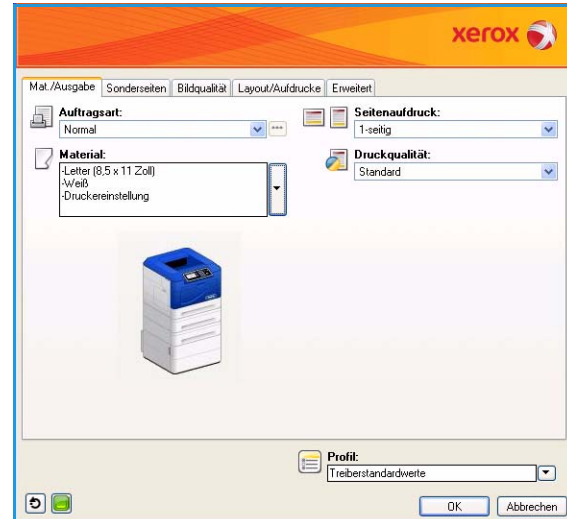 xerox
Mat./Ausgabe Sonderseiten Bildqualität Layout/Aufdrucke Erweitert
Auftragsart:
Normal
Seitenaufdruck:
1-seitig
Material:
-Letter (8,5 x 11 Zoll)
-Weiß
-Druckereinstellung
Druckqualität:
Standard
Profil:
Treiberstandardwerte
OK Abbrechen